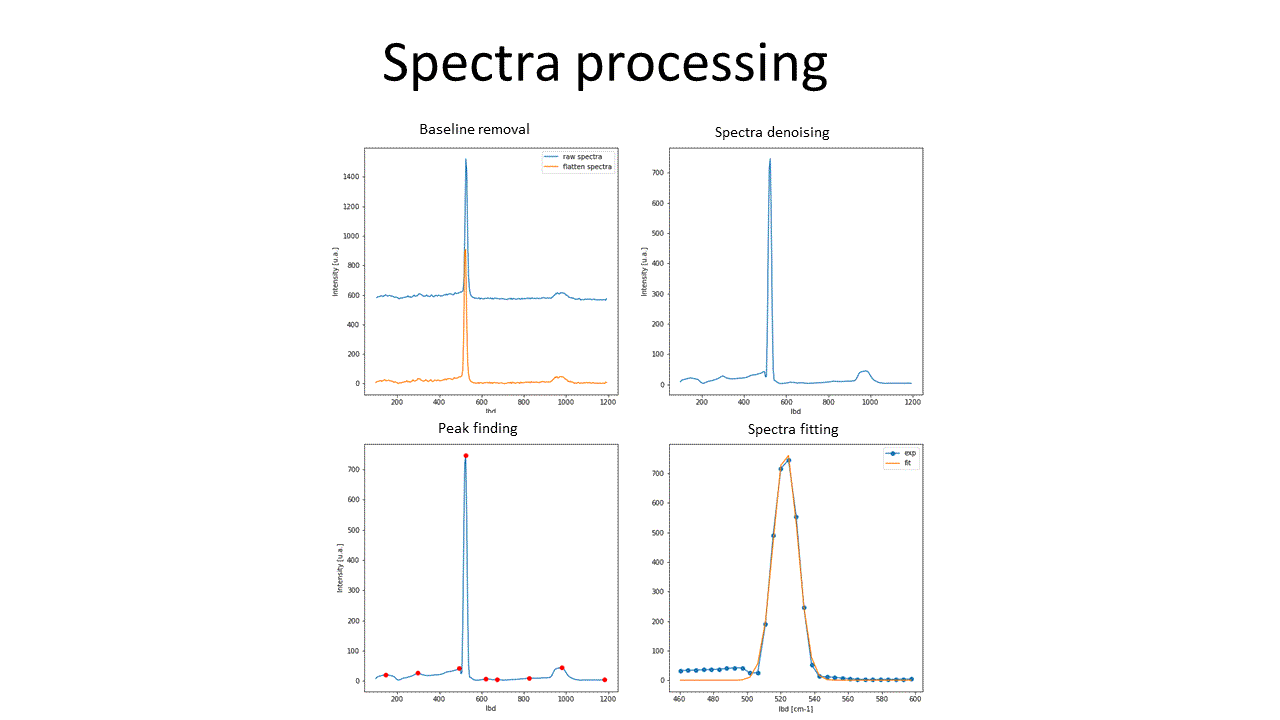 Spectra processing
Baseline removal
Spectra denoising
raw spectra
flatten spectra
1400
1200
1000
800
600
400
200
0
Intensity [u.a.]
200 400 600 800 1000 1200
lbd
700
600
500
400
300
200
100
0
Intensity [u.a.]
200 400 600 800 1000 1200
lbd
Peak finding
Spectra fitting
700
600
500
400
300
200
100
0
Intensity [u.a.]
200 400 600 800 1000 1200
lbd
exp
fit
700
600
500
400
300
200
100
0
460 480 500 520 540 560 580 600
lbd [cm-1]